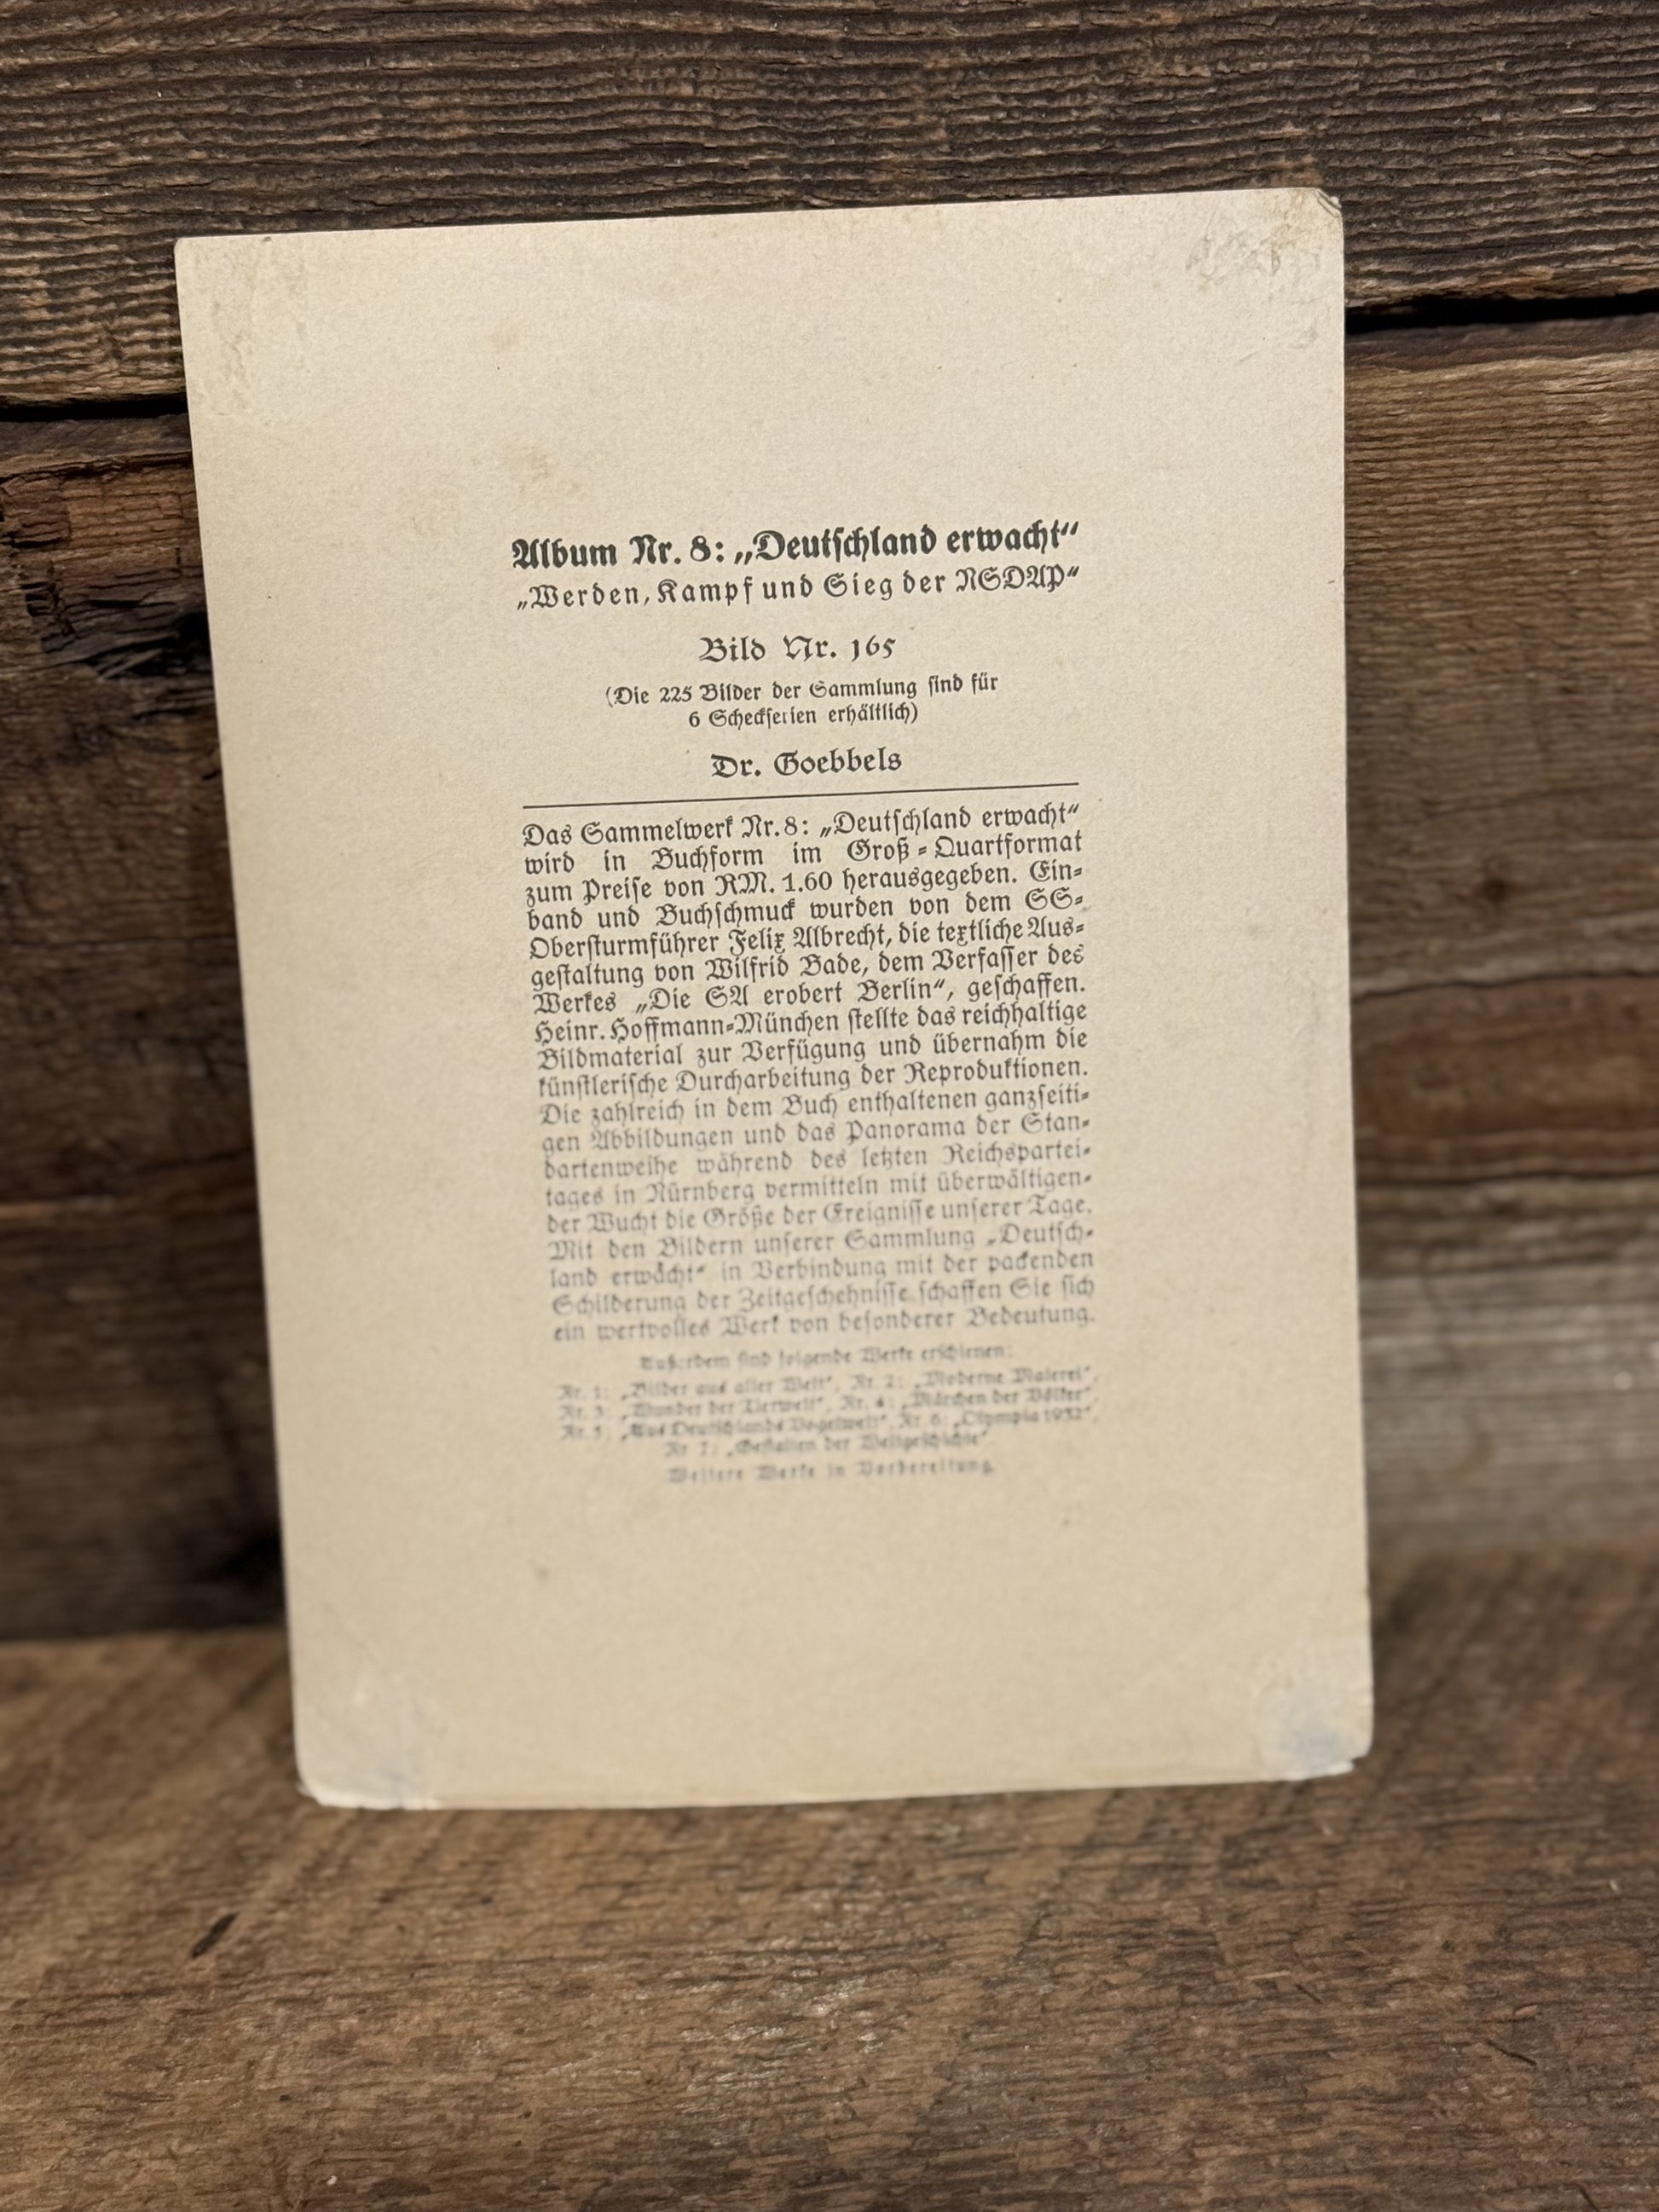 Album Nr. 8: „Deutschland erwacht“
„Werden, Kampf und Sieg der NSDAP“
Bild Nr. 165
(Die 225 Bilder der Sammlung sind für
6 Scheckserien erhältlich)
Dr. Goebbels
Das Sammelwerk Nr. 8: „Deutschland erwacht“
wird in Buchform im Groß-Quartformat
zum Preise von RM. 1.60 herausgegeben. Ein-
band und Buchschmuck wurden von dem SS-
Obersturmführer Felix Albrecht, die textliche Aus-
gestaltung von Wilfrid Bade, dem Verfasser des
Werkes „Die SA erobert Berlin“, geschaffen.
Heinr. Hoffmann-München stellte das reichhaltige
Bildmaterial zur Verfügung und übernahm die
künstlerische Durcharbeitung der Reproduktionen.
Die zahlreich in dem Buch enthaltenen ganzseiti-
gen Abbildungen und das Panorama der Stan-
dartenweihe während des letzten Reichspartei-
tages in Nürnberg vermitteln mit überwältigen-
der Wucht die Größe der Ereignisse unserer Tage.
Mit den Bildern unserer Sammlung „Deutsch-
land erwacht“ in Verbindung mit der packenden
Schilderung der Zeitgeschehnisse schaffen Sie sich
ein wertvolles Werk von besonderer Bedeutung.
Außerdem sind folgende Werke erschienen:
Nr. 1: „Bilder aus aller Welt“, Nr. 2: „Moderne Malerei“,
Nr. 3: „Wunder der Tierwelt“, Nr. 4: „Märchen der Völker“,
Nr. 5: „Aus Deutschlands Vogelwelt“, Nr. 6: „Olympia 1932“,
Nr. 7: „Gestalten der Weltgeschichte“.
Weitere Werke in Vorbereitung.